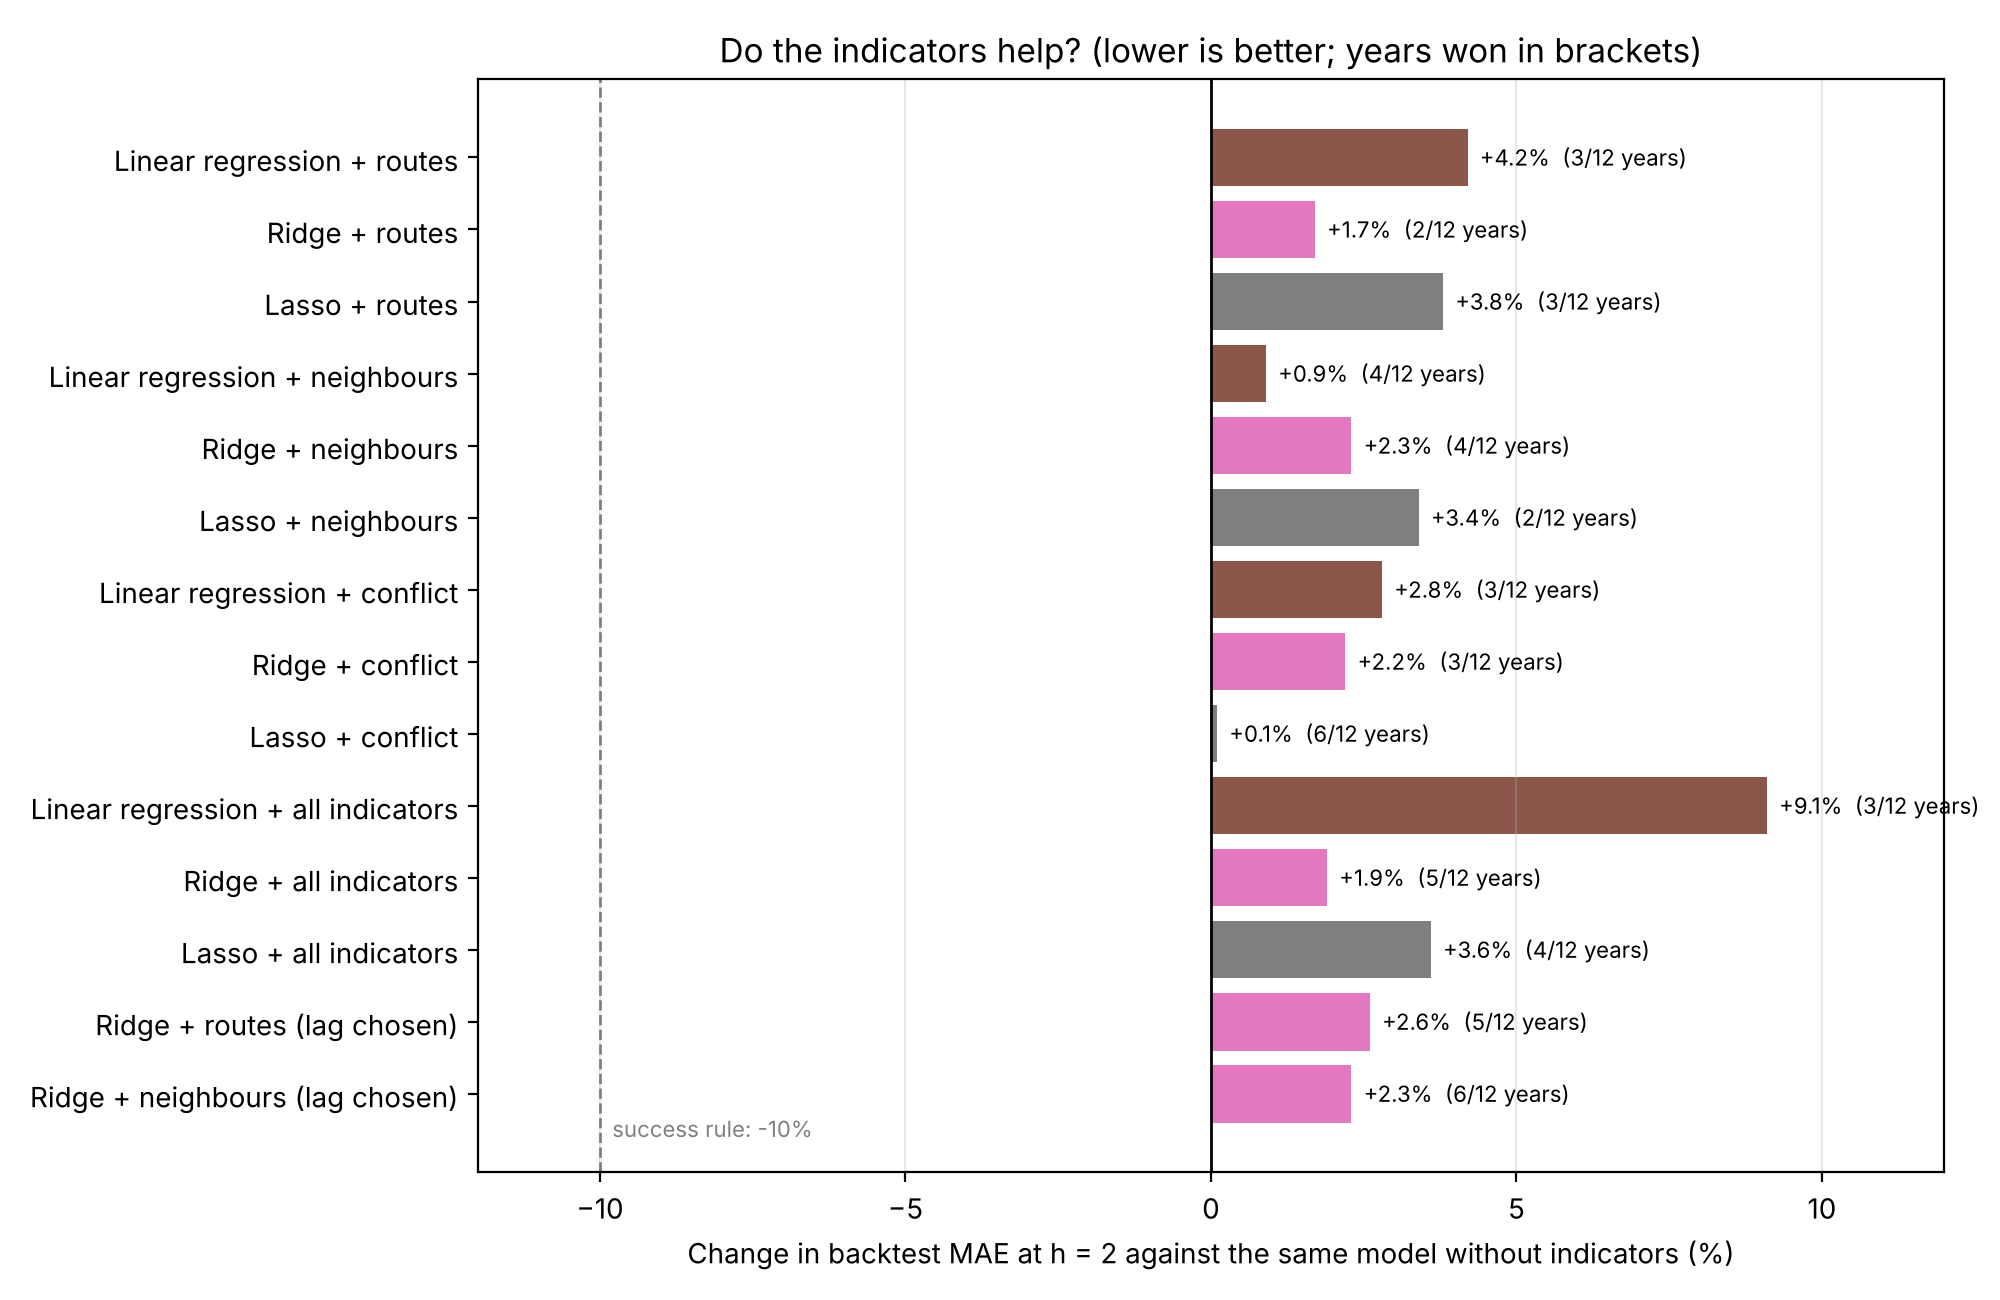 Do the indicators help? (lower is better; years won in brackets)
Linear regression + routes +4.2% (3/12 years)
Ridge + routes +1.7% (2/12 years)
Lasso + routes +3.8% (3/12 years)
Linear regression + neighbours +0.9% (4/12 years)
Ridge + neighbours +2.3% (4/12 years)
Lasso + neighbours +3.4% (2/12 years)
Linear regression + conflict +2.8% (3/12 years)
Ridge + conflict +2.2% (3/12 years)
Lasso + conflict +0.1% (6/12 years)
Linear regression + all indicators +9.1% (3/12 years)
Ridge + all indicators +1.9% (5/12 years)
Lasso + all indicators +3.6% (4/12 years)
Ridge + routes (lag chosen) +2.6% (5/12 years)
Ridge + neighbours (lag chosen) +2.3% (6/12 years)
success rule: -10%
−10 −5 0 5 10
Change in backtest MAE at h = 2 against the same model without indicators (%)